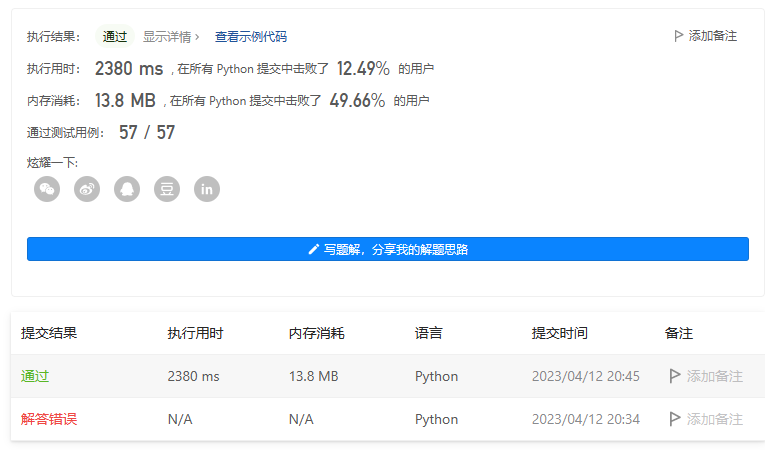 执行结果： 通过 显示详情 › 查看示例代码 添加备注
执行用时： 2380 ms , 在所有 Python 提交中击败了 12.49% 的用户
内存消耗： 13.8 MB , 在所有 Python 提交中击败了 49.66% 的用户
通过测试用例： 57 / 57
炫耀一下:
豆 in
写题解，分享我的解题思路
提交结果 执行用时 内存消耗 语言 提交时间 备注
通过 2380 ms 13.8 MB Python 2023/04/12 20:45 添加备注
解答错误 N/A N/A Python 2023/04/12 20:34 添加备注